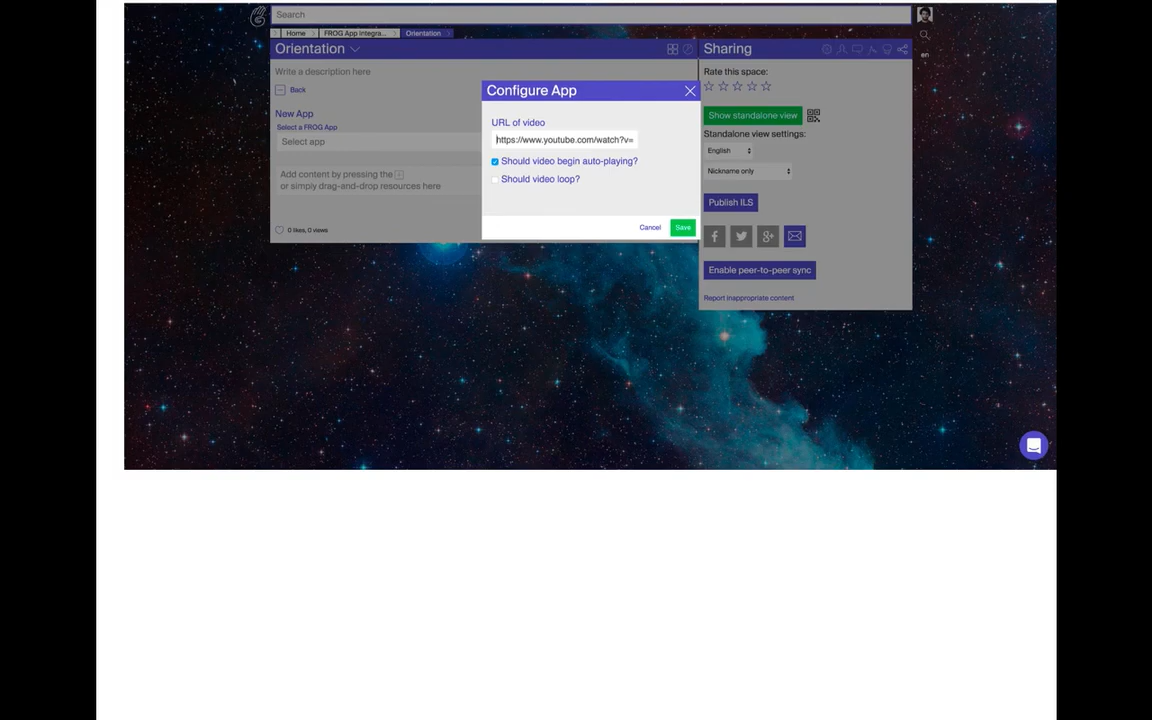 Search
Home
FROG App Integra...
Orientation
en
Orientation
Sharing
Write a description here
Rate this space:
Back
Configure App
New App
Select a FROG App
Select app
Add content by pressing the
or simply drag-and-drop resources here
0 likes, 0 views
URL of video
https://www.youtube.com/watch?v=
Should video begin auto-playing?
Should video loop?
Cancel
Save
Show standalone view
Standalone view settings:
English
Nickname only
Publish ILS
Enable peer-to-peer sync
Report inappropriate content